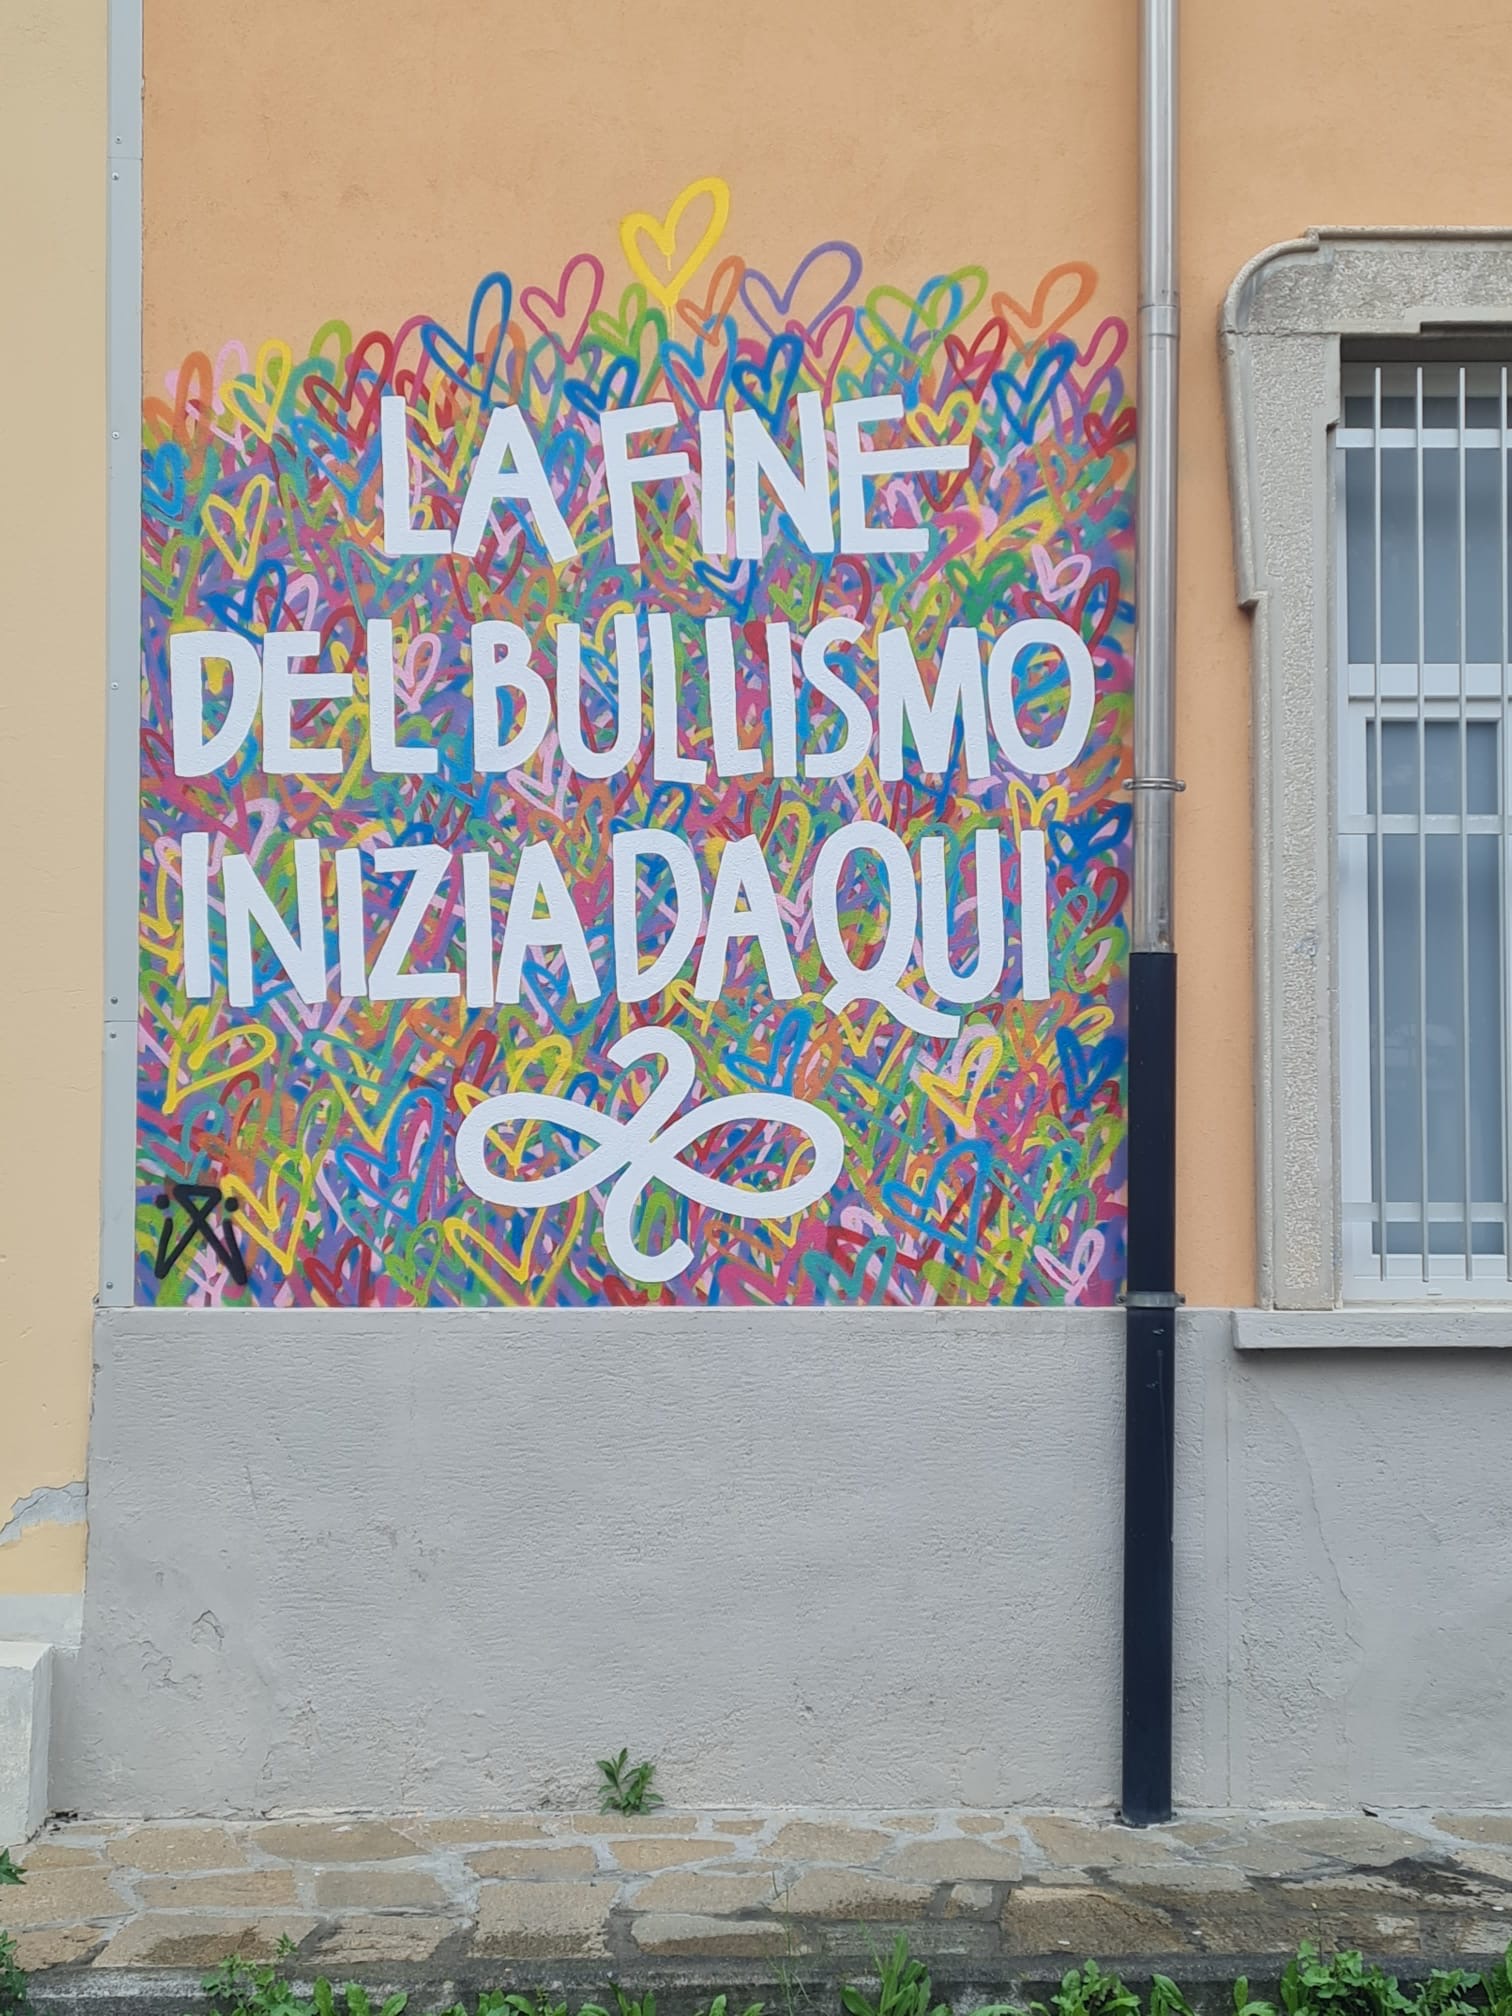 LA FINE
DEL BULLISMO
INIZIA DA QUI